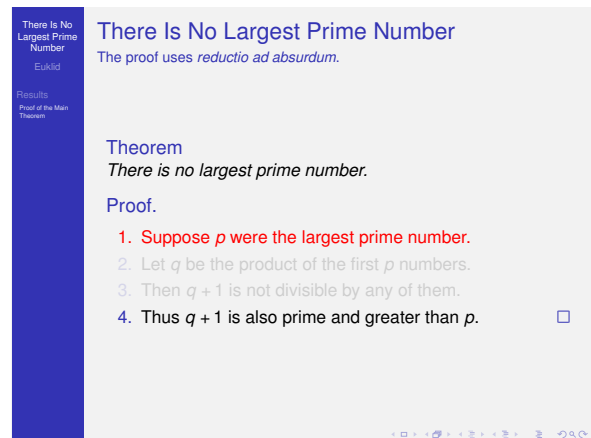 There Is No
Largest Prime
Number
Euklid
Results
Proof of the Main
Theorem
There Is No Largest Prime Number
The proof uses reductio ad absurdum.
Theorem
There is no largest prime number.
Proof.
1. Suppose p were the largest prime number.
2. Let q be the product of the first p numbers.
3. Then q + 1 is not divisible by any of them.
4. Thus q + 1 is also prime and greater than p.